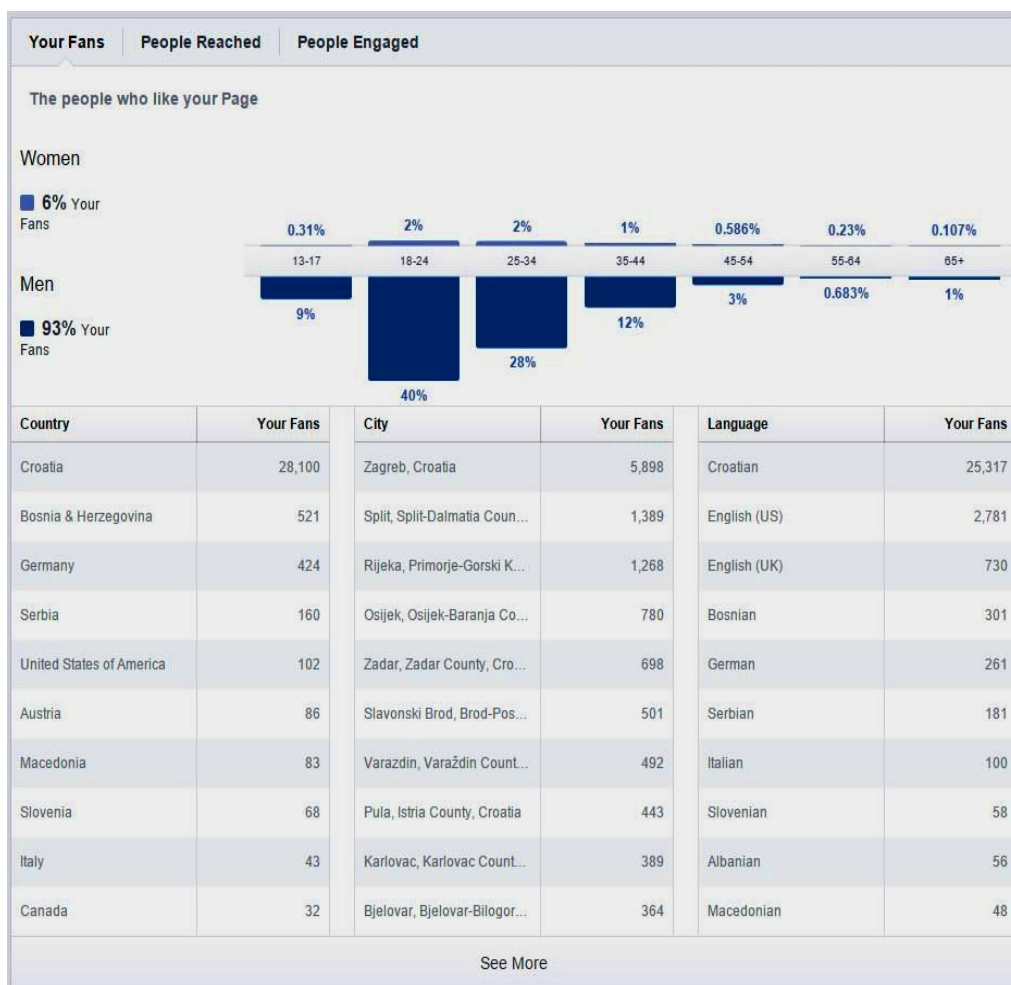 Your Fans People Reached People Engaged
The people who like your Page
Women
6% Your
Fans
0.31% 2% 2% 1% 0.586% 0.23% 0.107%
13-17 18-24 25-34 35-44 45-54 55-64 65+
Men
93% Your
Fans
9% 40% 28% 12% 3% 0.683% 1%
Country Your Fans City Your Fans Language Your Fans
Croatia 28,100 Zagreb, Croatia 5,898 Croatian 25,317
Bosnia & Herzegovina 521 Split, Split-Dalmatia Coun... 1,389 English (US) 2,781
Germany 424 Rijeka, Primorje-Gorski K... 1,268 English (UK) 730
Serbia 160 Osijek, Osijek-Baranja Co... 780 Bosnian 301
United States of America 102 Zadar, Zadar County, Cro... 698 German 261
Austria 86 Slavonski Brod, Brod-Pos... 501 Serbian 181
Macedonia 83 Varazdin, Varaždin Count... 492 Italian 100
Slovenia 68 Pula, Istria County, Croatia 443 Slovenian 58
Italy 43 Karlovac, Karlovac Count... 389 Albanian 56
Canada 32 Bjelovar, Bjelovar-Bilogor... 364 Macedonian 48
See More